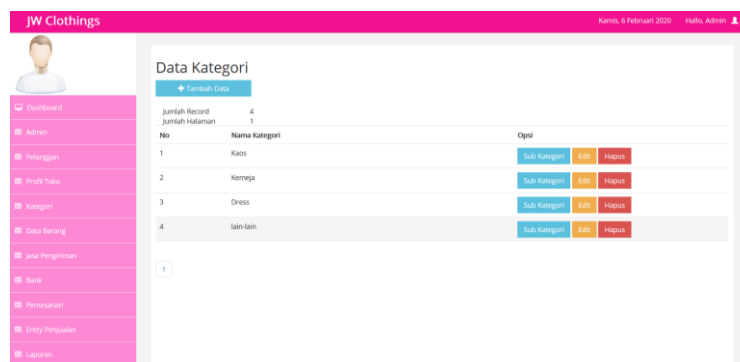 JW Clothings
Kamis, 6 Februari 2020 Hallo, Admin
Dashboard
Admin
Pelanggan
Profil Toko
Kategori
Data Barang
Jasa Pengiriman
Bank
Pemesanan
Entry Penjualan
Laporan
Data Kategori
+ Tambah Data
Jumlah Record 4
Jumlah Halaman 1
No Nama Kategori Opsi
1 Kaos Sub Kategori Edit Hapus
2 Kemeja Sub Kategori Edit Hapus
3 Dress Sub Kategori Edit Hapus
4 lain-lain Sub Kategori Edit Hapus
1